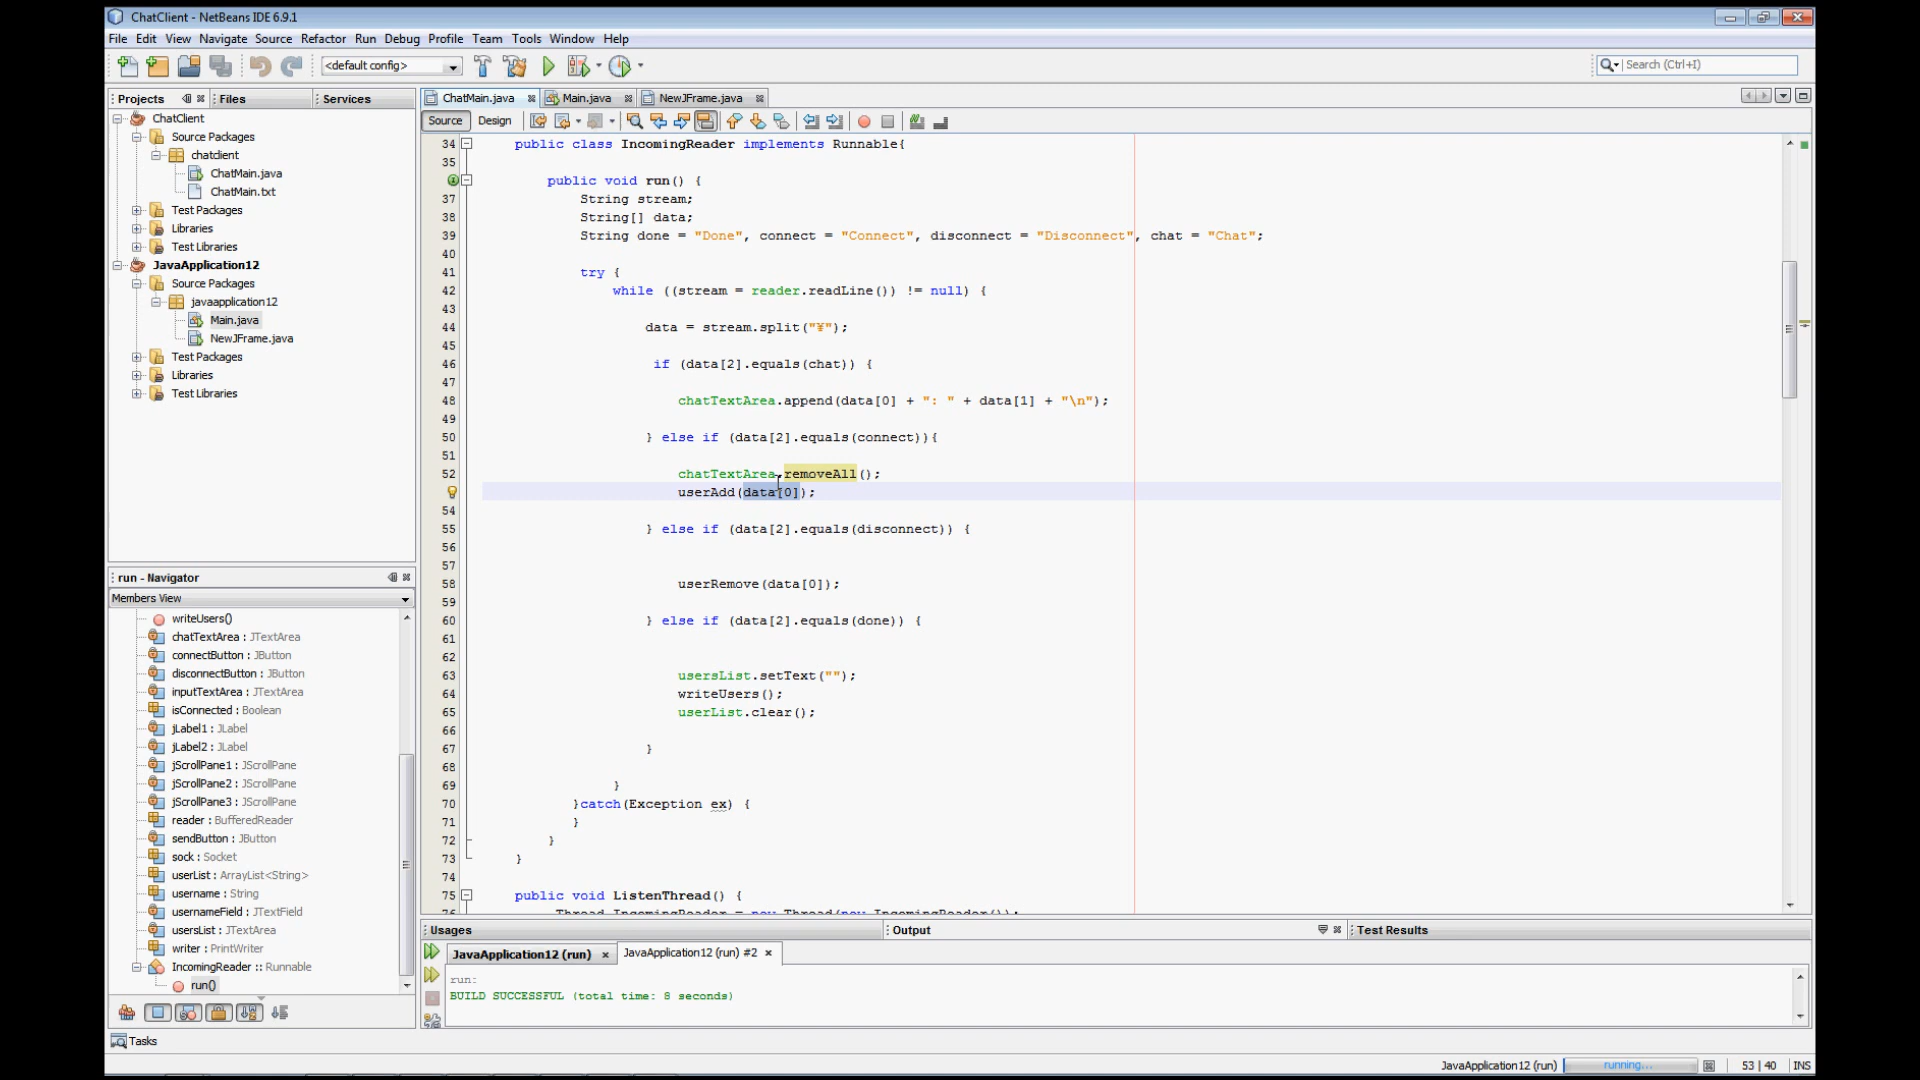 ChatClient - NetBeans IDE 6.9.1
File Edit View Navigate Source Refactor Run Debug Profile Team Tools Window Help
<default config>
Search (Ctrl+I)
Projects
Files
Services
ChatClient
Source Packages
chatclient
ChatMain.java
ChatMain.txt
Test Packages
Libraries
Test Libraries
JavaApplication12
Source Packages
javaapplication12
Main.java
NewJFrame.java
Test Packages
Libraries
Test Libraries
run - Navigator
Members View
writeUsers()
chatTextArea : JTextArea
connectButton : JButton
disconnectButton : JButton
inputTextArea : JTextArea
isConnected : Boolean
jLabel1 : JLabel
jLabel2 : JLabel
jScrollPane1 : JScrollPane
jScrollPane2 : JScrollPane
jScrollPane3 : JScrollPane
reader : BufferedReader
sendButton : JButton
sock : Socket
userList : ArrayList<String>
username : String
usernameField : JTextField
usersList : JTextArea
writer : PrintWriter
IncomingReader :: Runnable
run()
Tasks
ChatMain.java Main.java NewJFrame.java
Source Design
34 public class IncomingReader implements Runnable{
35
public void run() {
37 String stream;
38 String[] data;
39 String done = "Done", connect = "Connect", disconnect = "Disconnect", chat = "Chat";
40
41 try {
42 while ((stream = reader.readLine()) != null) {
43
44 data = stream.split("¥");
45
46 if (data[2].equals(chat)) {
47
48 chatTextArea.append(data[0] + ": " + data[1] + "\n");
49
50 } else if (data[2].equals(connect)){
51
52 chatTextArea.removeAll();
userAdd(data[0]);
54
55 } else if (data[2].equals(disconnect)) {
56
57
58 userRemove(data[0]);
59
60 } else if (data[2].equals(done)) {
61
62
63 usersList.setText("");
64 writeUsers();
65 userList.clear();
66
67 }
68
69 }
70 }catch(Exception ex) {
71 }
72 }
73 }
74
75 public void ListenThread() {
76 Thread IncomingReader = new Thread(new IncomingReader());
Usages
Output
Test Results
JavaApplication12 (run)
JavaApplication12 (run) #2
run:
BUILD SUCCESSFUL (total time: 8 seconds)
JavaApplication12 (run) running... 53 | 40 INS